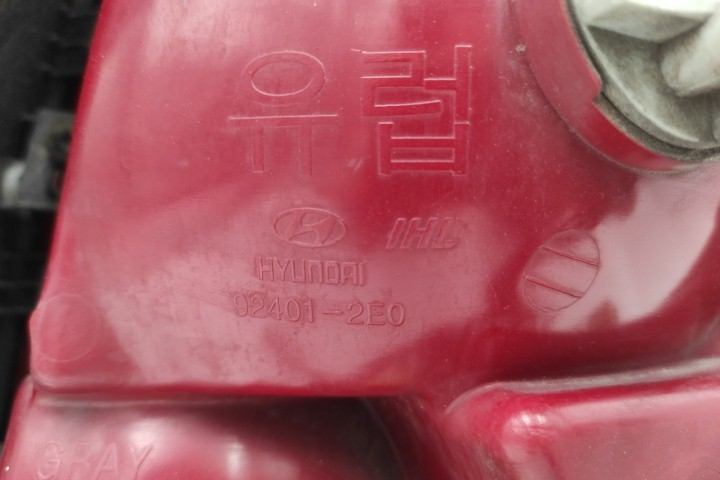 유럽
IHL
HYUNDAI
92401-2E0
GRAY